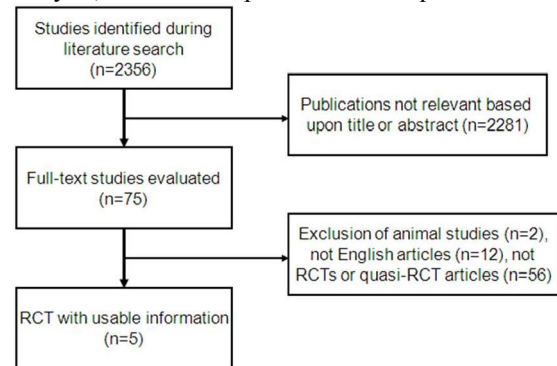 Studies identified during
literature search
(n=2356)
Publications not relevant based
upon title or abstract (n=2281)
Full-text studies evaluated
(n=75)
Exclusion of animal studies (n=2),
not English articles (n=12), not
RCTs or quasi-RCT articles (n=56)
RCT with usable information
(n=5)